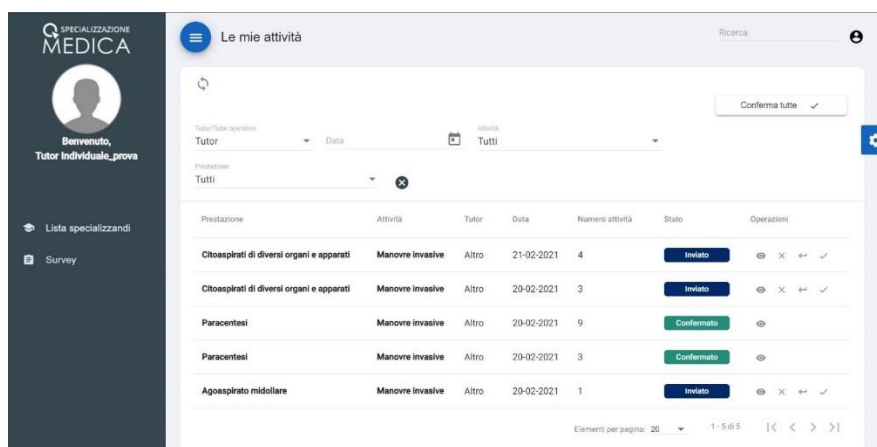 SPECIALIZZAZIONE
MEDICA
Benvenuto,
Tutor Individuale_prova
Lista specializzandi
Survey
Le mie attività
Ricerca
Conferma tutte
Tutor/Tutor operativo
Tutor
Data
Attività
Tutti
Prestazione
Tutti
Prestazione Attività Tutor Data Numero attività Stato Operazioni
Citoaspirati di diversi organi e apparati Manovre invasive Altro 21-02-2021 4 Inviato
Citoaspirati di diversi organi e apparati Manovre invasive Altro 20-02-2021 3 Inviato
Paracentesi Manovre invasive Altro 20-02-2021 9 Confermato
Paracentesi Manovre invasive Altro 20-02-2021 3 Confermato
Agoaspirato midollare Manovre invasive Altro 20-02-2021 1 Inviato
Elementi per pagina: 20 1 - 5 di 5